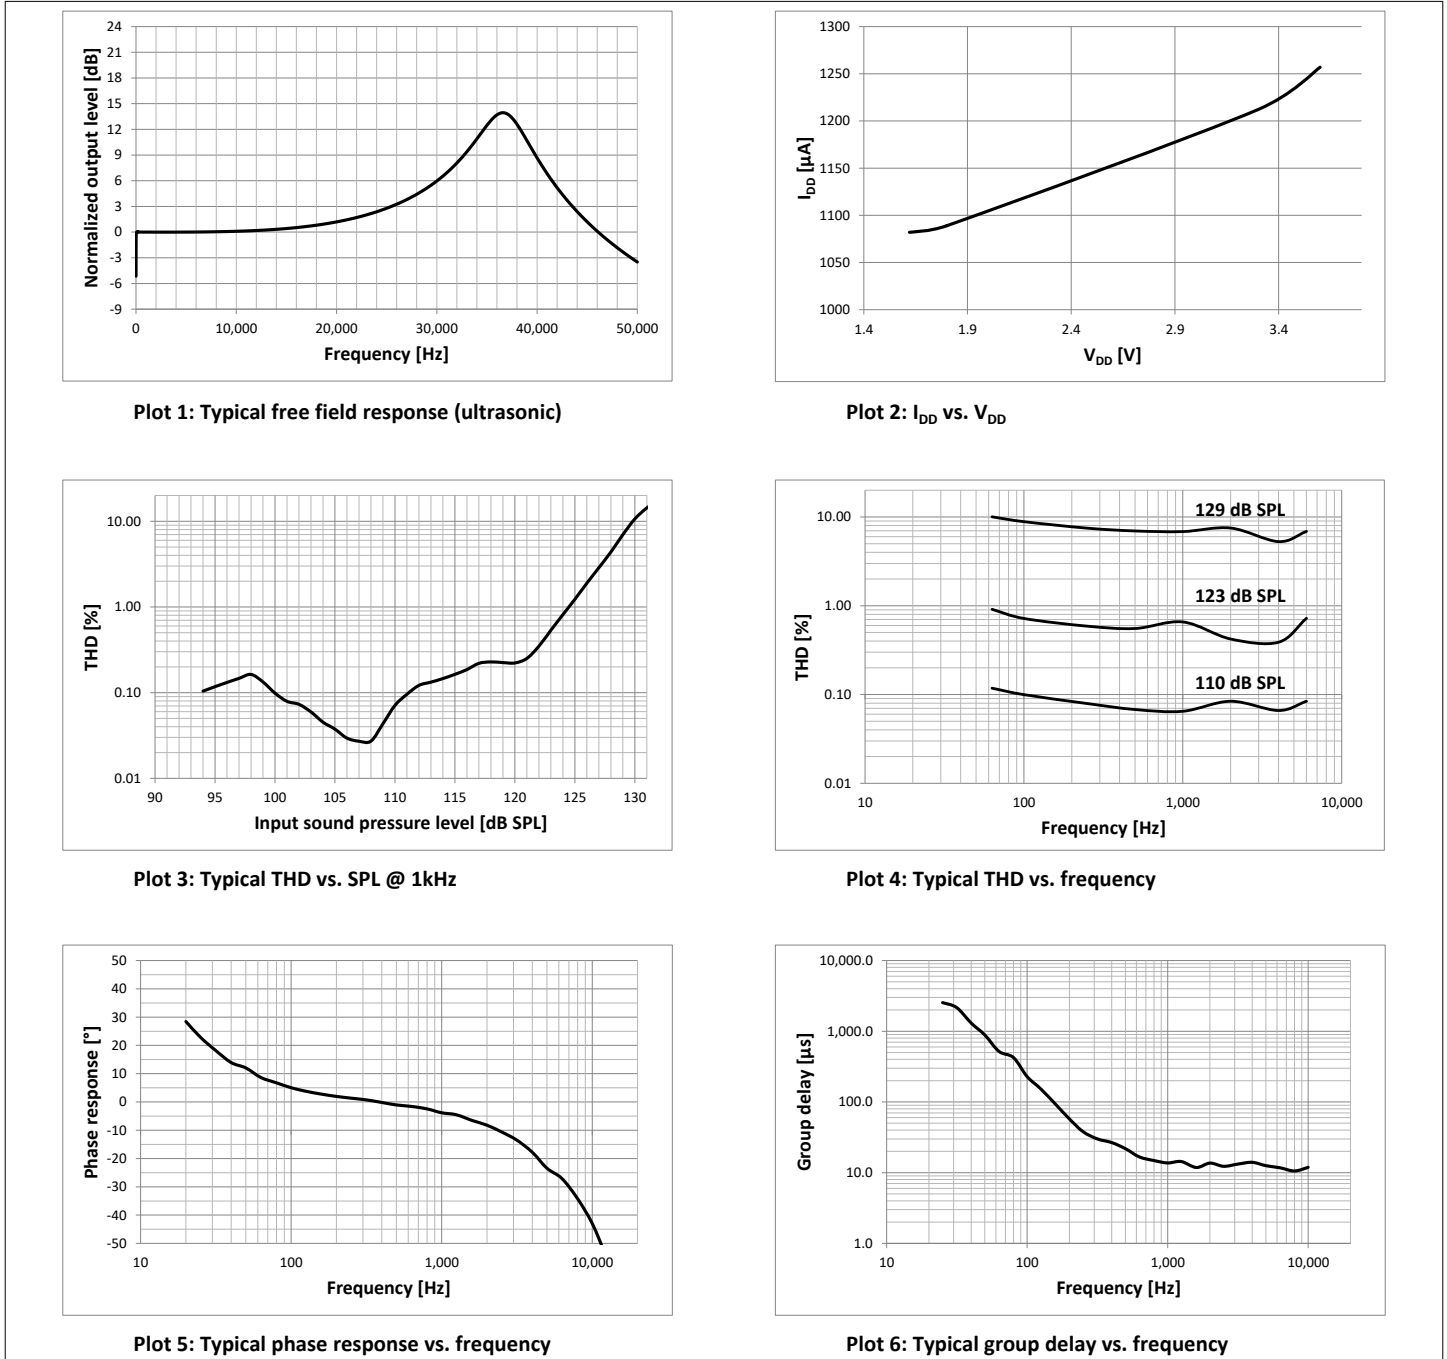 24
21
18
15
12
9
6
3
0
-3
-6
-9
Normalized output level [dB]
0 10,000 20,000 30,000 40,000 50,000
Frequency [Hz]
Plot 1: Typical free field response (ultrasonic)
1300
1250
1200
1150
1100
1050
1000
IDD [µA]
1.4 1.9 2.4 2.9 3.4
VDD [V]
Plot 2: IDD vs. VDD
10.00
1.00
0.10
0.01
THD [%]
90 95 100 105 110 115 120 125 130
Input sound pressure level [dB SPL]
Plot 3: Typical THD vs. SPL @ 1kHz
10.00
1.00
0.10
0.01
THD [%]
129 dB SPL
123 dB SPL
110 dB SPL
10 100 1,000 10,000
Frequency [Hz]
Plot 4: Typical THD vs. frequency
50
40
30
20
10
0
-10
-20
-30
-40
-50
Phase response [°]
10 100 1,000 10,000
Frequency [Hz]
Plot 5: Typical phase response vs. frequency
10,000.0
1,000.0
100.0
10.0
1.0
Group delay [µs]
10 100 1,000 10,000
Frequency [Hz]
Plot 6: Typical group delay vs. frequency